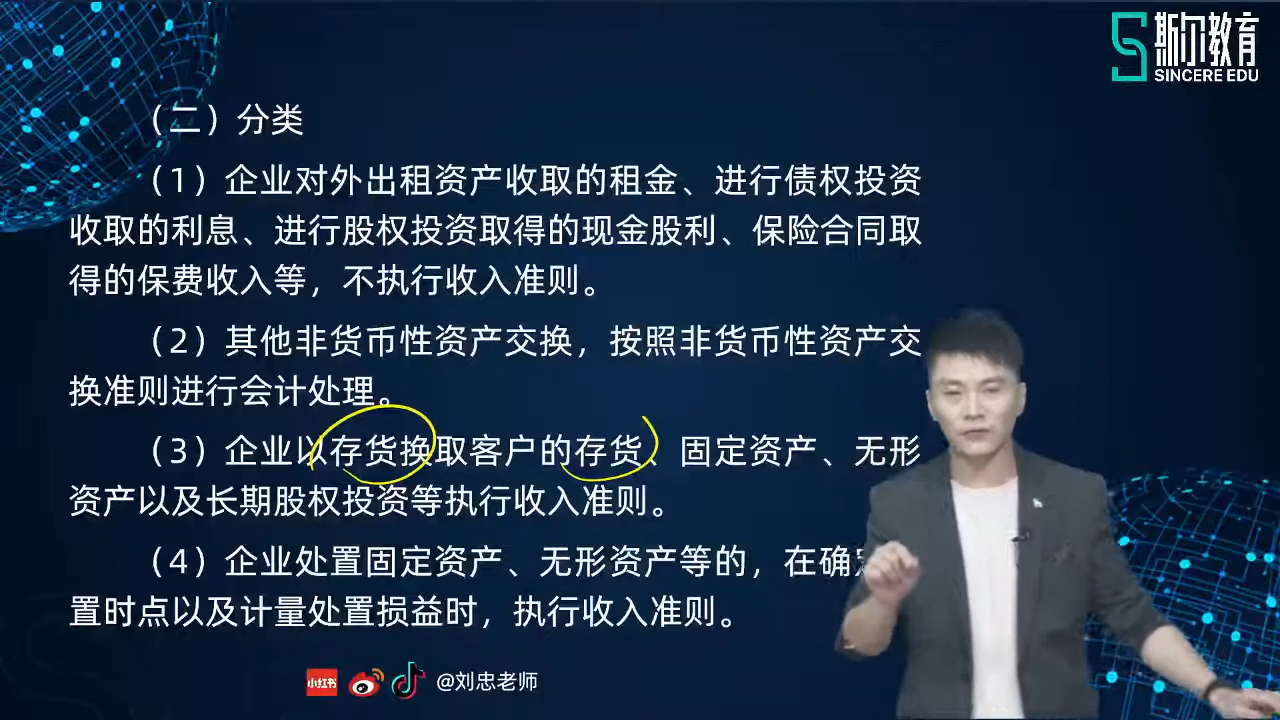 斯尔教育
SINCERE EDU
（二）分类
（1）企业对外出租资产收取的租金、进行债权投资
收取的利息、进行股权投资取得的现金股利、保险合同取
得的保费收入等，不执行收入准则。
（2）其他非货币性资产交换，按照非货币性资产交
换准则进行会计处理。
（3）企业以存货换取客户的存货、固定资产、无形
资产以及长期股权投资等执行收入准则。
（4）企业处置固定资产、无形资产等的，在确
置时点以及计量处置损益时，执行收入准则。
小红书 @刘忠老师